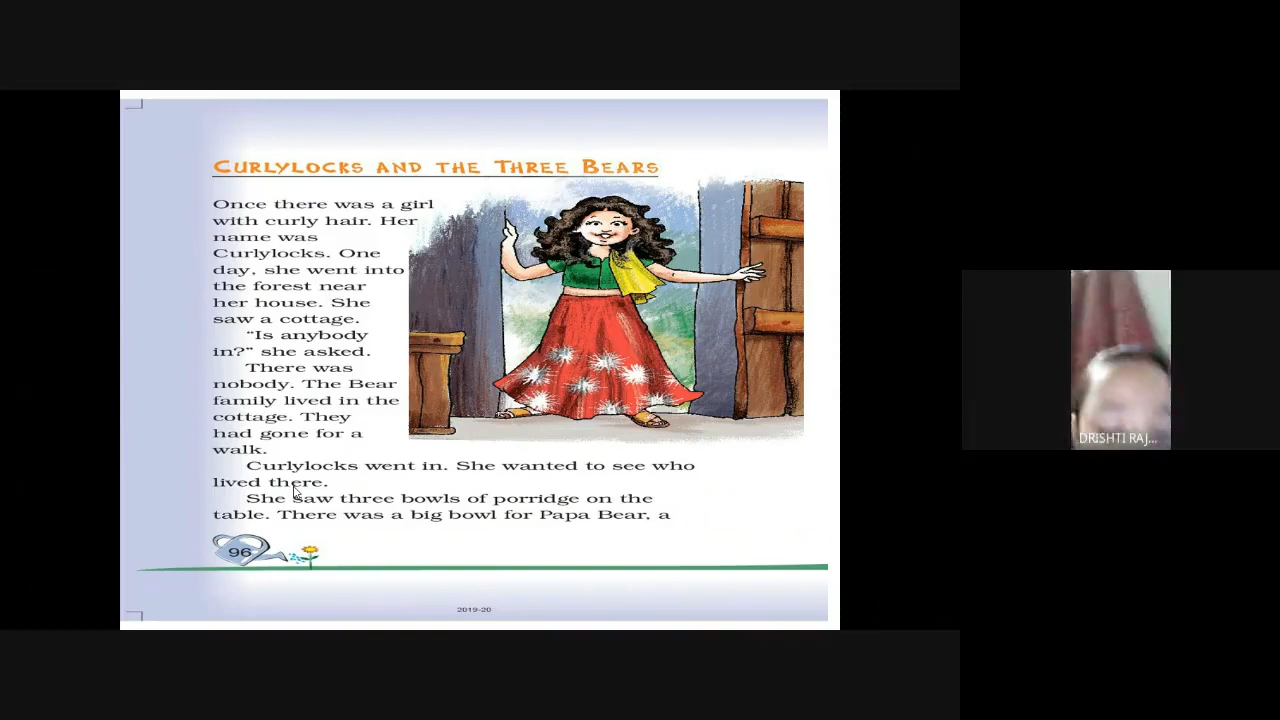 CURLYLOCKS AND THE THREE BEARS
Once there was a girl
with curly hair. Her
name was
Curlylocks. One
day, she went into
the forest near
her house. She
saw a cottage.
“Is anybody
in?” she asked.
There was
nobody. The Bear
family lived in the
cottage. They
had gone for a
walk.
Curlylocks went in. She wanted to see who
lived there.
She saw three bowls of porridge on the
table. There was a big bowl for Papa Bear, a
96
2019-20
DRISHTI RAJ...